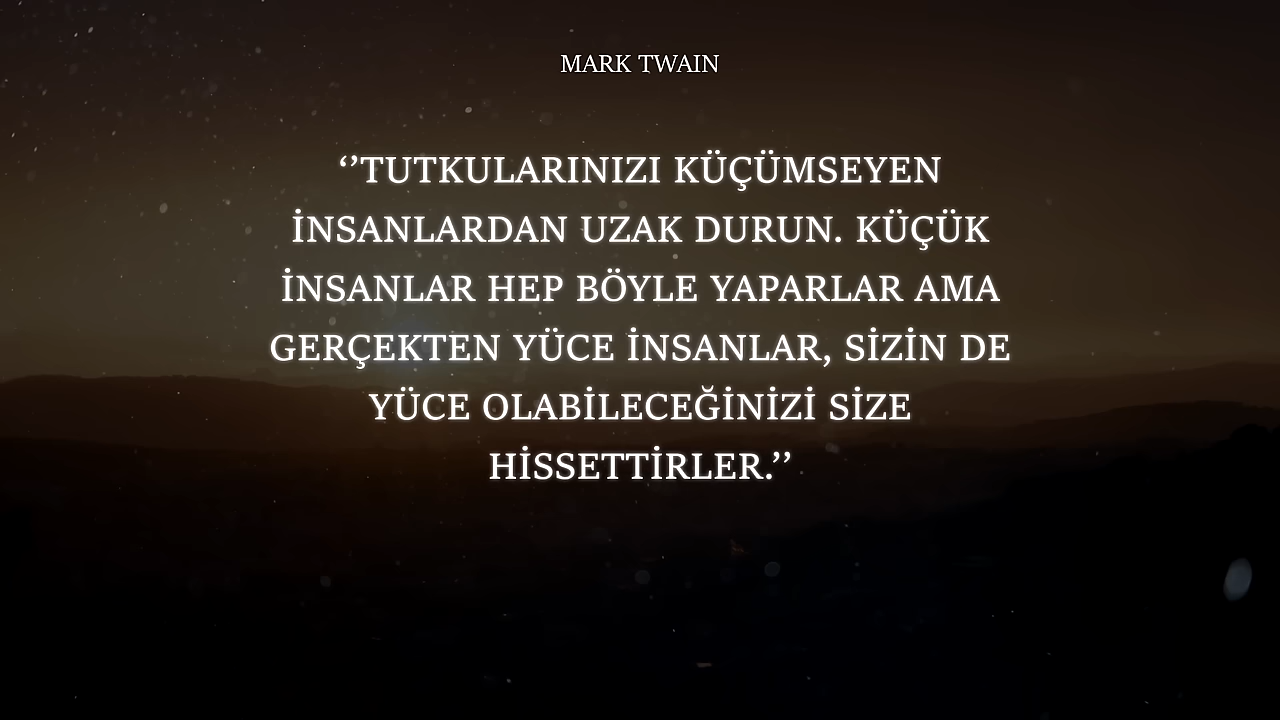 MARK TWAIN
‘’TUTKULARINIZI KÜÇÜMSEYEN
İNSANLARDAN UZAK DURUN. KÜÇÜK
İNSANLAR HEP BÖYLE YAPARLAR AMA
GERÇEKTEN YÜCE İNSANLAR, SİZİN DE
YÜCE OLABİLECEĞİNİZİ SİZE
HİSSETTİRLER.’’